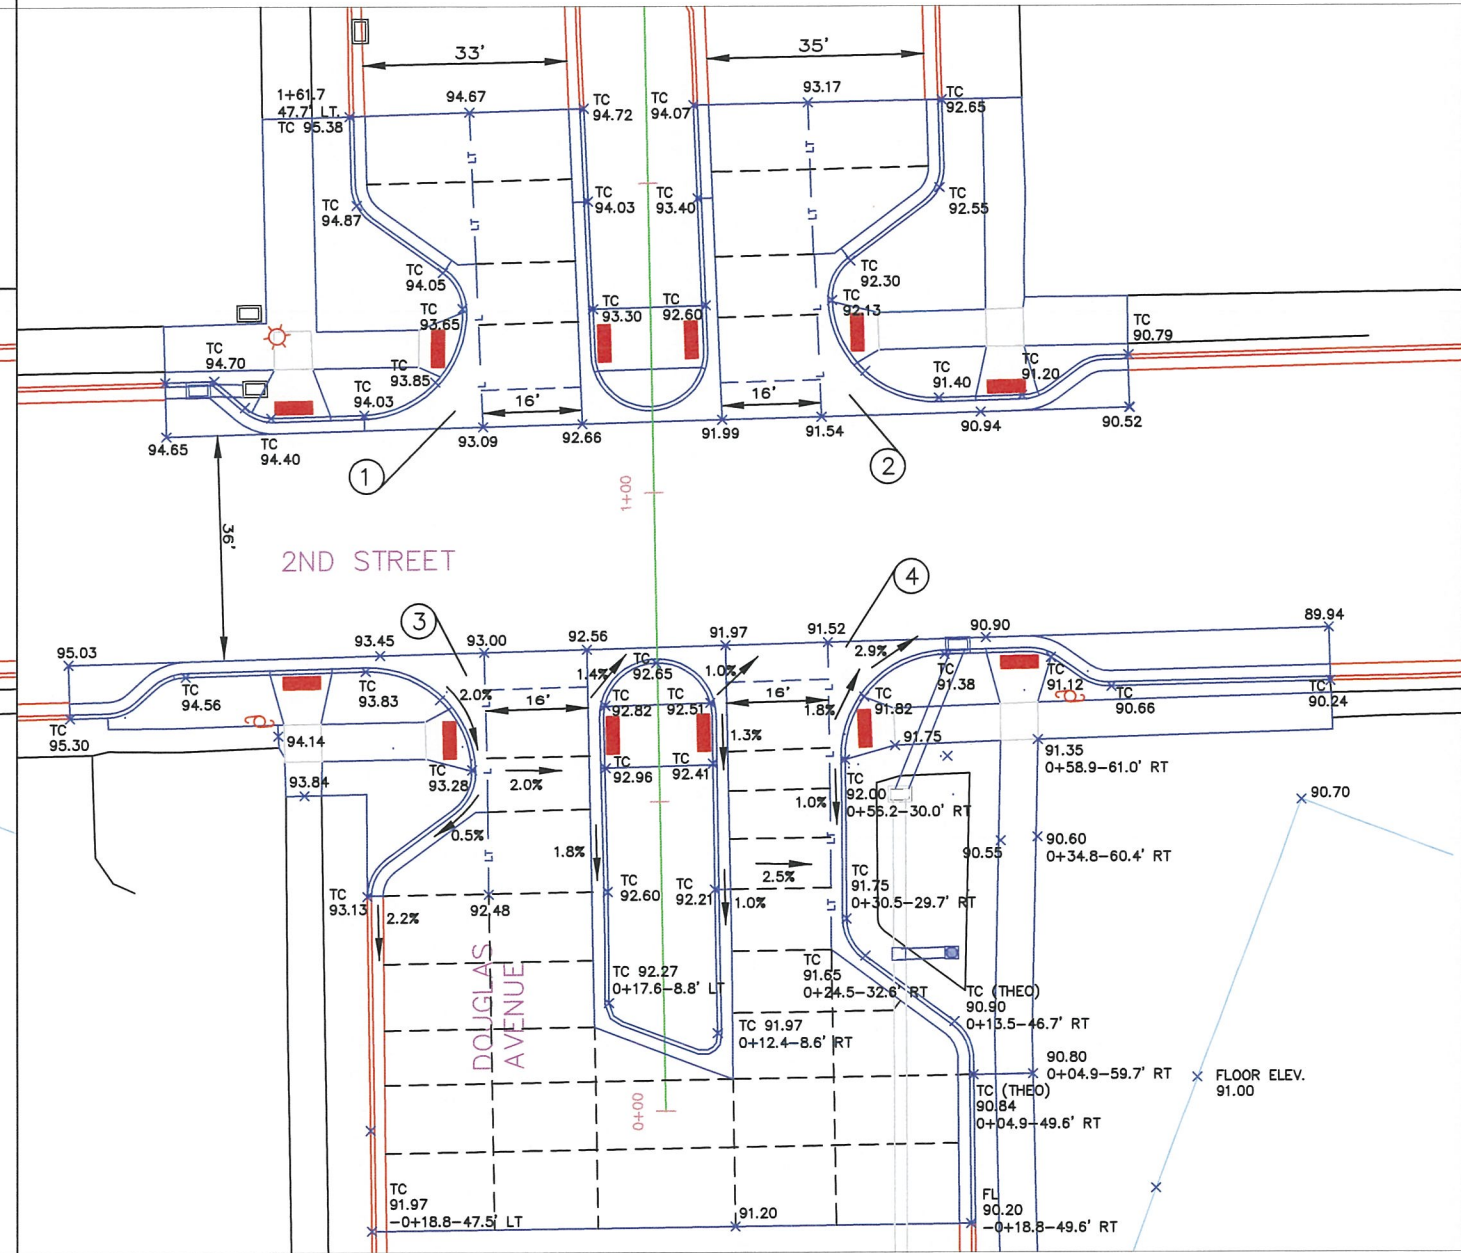 33'
35'
1+61.7
47.7' LT.
TC 95.38
94.67
TC
94.72
TC
94.07
93.17
TC
92.65
LT
LT
TC
94.87
TC
94.03
TC
93.40
TC
92.55
LT
LT
TC
94.05
TC
92.30
TC
93.65
TC
93.30
TC
92.60
TC
92.13
TC
90.79
TC
94.70
TC
93.85
TC
91.40
TC
91.20
TC
94.03
16'
16'
94.65
TC
94.40
93.09
92.66
91.99
91.54
90.94
90.52
1
2
1+00
36'
2ND STREET
3
4
95.03
93.45
93.00
92.56
91.97
91.52
90.90
89.94
TC
95.30
TC
94.56
TC
93.83
2.0%
16'
1.4%
TC
92.65
1.0%
16'
2.9%
1.8%
TC
91.38
TC
91.12
TC
90.66
TC
90.24
TC
92.82
TC
92.51
TC
91.82
94.14
1.3%
91.75
91.35
0+58.9-61.0' RT
93.84
TC
93.28
2.0%
TC
92.96
TC
92.41
TC
92.00
0+56.2-30.0' RT
1.0%
90.70
0.5%
LT
1.8%
LT
90.55
90.60
0+34.8-60.4' RT
2.5%
TC
93.13
2.2%
92.48
TC
92.60
TC
92.21
1.0%
LT
TC
91.75
0+30.5-29.7' RT
DOUGLAS
AVENUE
TC 92.27
0+17.6-8.8' LT
TC
91.65
0+24.5-32.6' RT
TC (THEO)
90.90
0+13.5-46.7' RT
TC 91.97
0+12.4-8.6' RT
90.80
0+04.9-59.7' RT
TC (THEO)
90.84
0+04.9-49.6' RT
FLOOR ELEV.
91.00
0+00
TC
91.97
-0+18.8-47.5' LT
91.20
FL
90.20
-0+18.8-49.6' RT